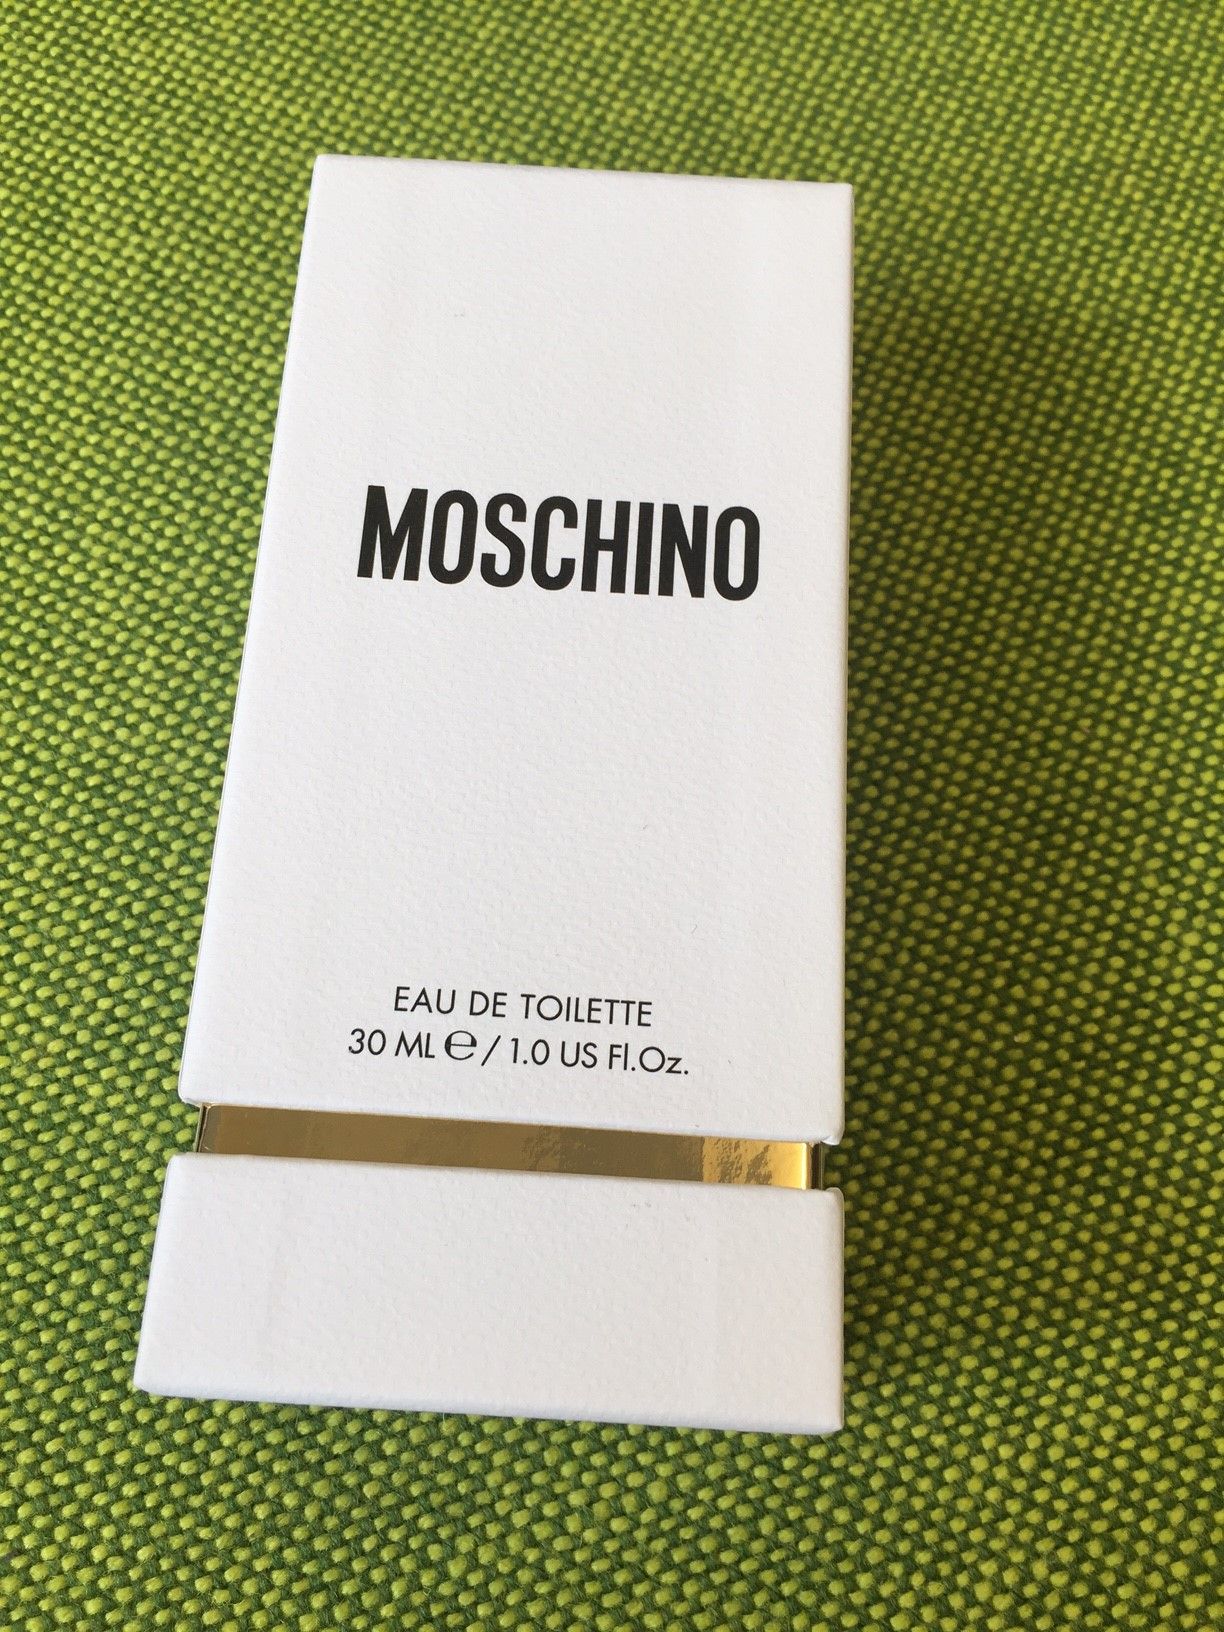 MOSCHINO
EAU DE TOILETTE
30 ML ℮ / 1.0 US Fl.Oz.